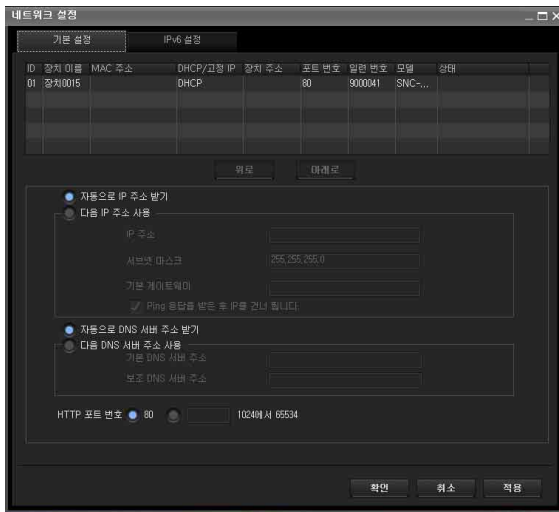 네트워크 설정
기본 설정 IPv6 설정
ID 장치 이름 MAC 주소 DHCP/고정 IP 장치 주소 포트 번호 일련 번호 모델 상태
01 장치0015 DHCP 80 9000041 SNC-...
위로 아래로
자동으로 IP 주소 받기
다음 IP 주소 사용
IP 주소
서브넷 마스크 255,255,255,0
기본 게이트웨이
Ping 응답을 받은 후 IP를 건너 뜁니다.
자동으로 DNS 서버 주소 받기
다음 DNS 서버 주소 사용
기본 DNS 서버 주소
보조 DNS 서버 주소
HTTP 포트 번호 80 1024에서 65534
확인 취소 적용